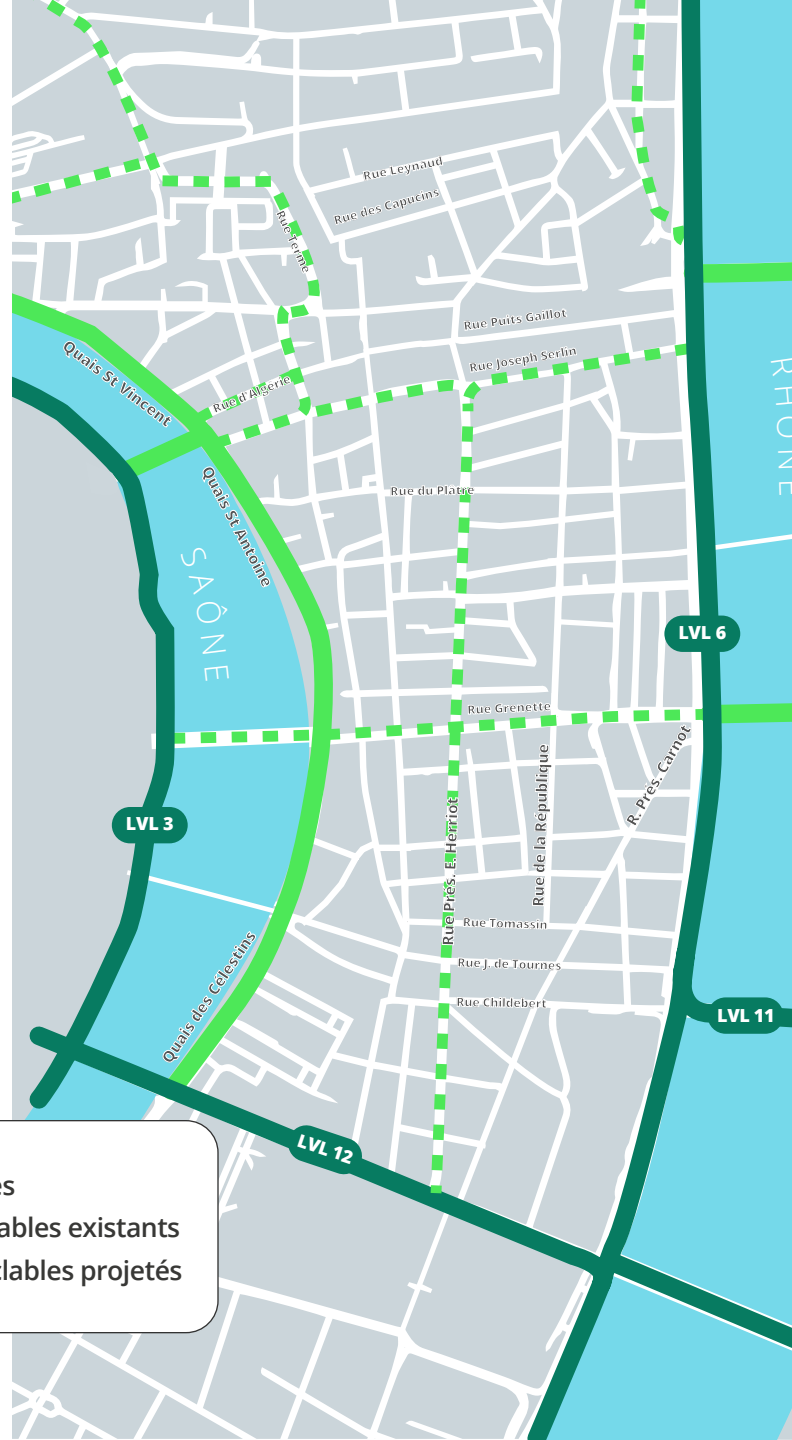 Rue Leynaud
Rue des Capucins
Rue Terme
Rue Puits Gaillot
Quais St Vincent
Rue Joseph Serlin
RHÔNE
Rue d'Algerie
Quais St Antoine
Rue du Platre
SAÔNE
LVL 6
Rue Grenette
R. Prés. Carnot
Rue de la République
LVL 3
Rue Prés. E. Herriot
Rue Tomassin
Quais des Célestins
Rue J. de Tournes
Rue Childebert
LVL 11
LVL 12
ables existants
clables projetés